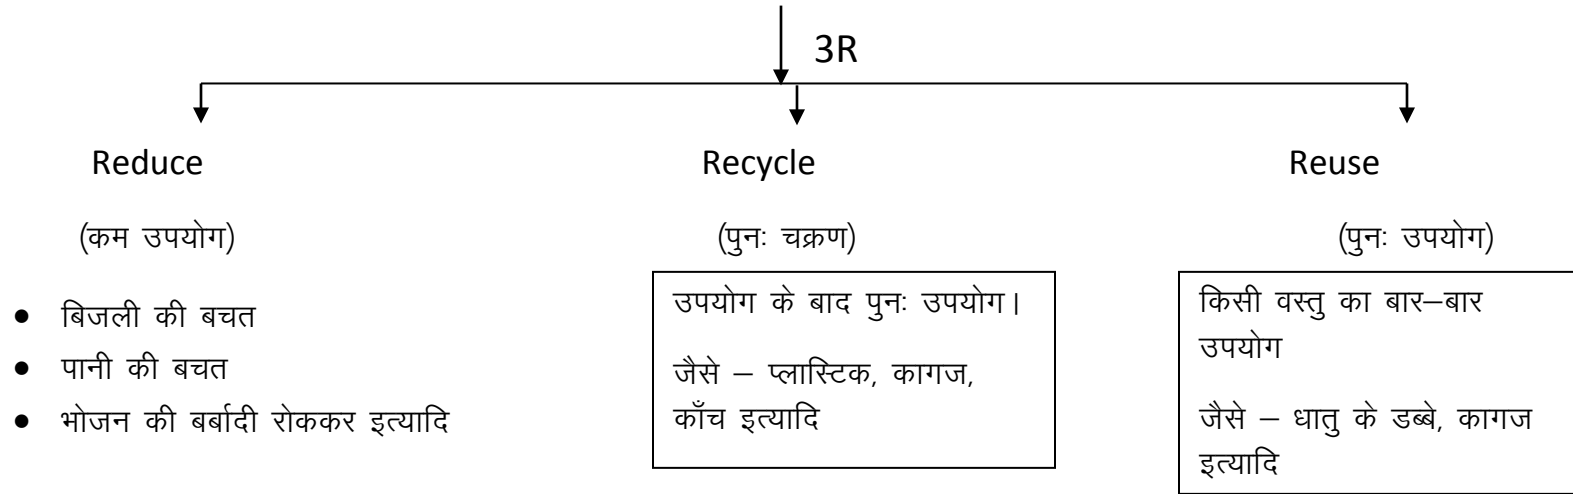 3R
Reduce
Recycle
Reuse
(कम उपयोग)
(पुनः चक्रण)
(पुनः उपयोग)
• बिजली की बचत
• पानी की बचत
• भोजन की बर्बादी रोककर इत्यादि
उपयोग के बाद पुनः उपयोग।
जैसे – प्लास्टिक, कागज,
काँच इत्यादि
किसी वस्तु का बार–बार
उपयोग
जैसे – धातु के डब्बे, कागज
इत्यादि